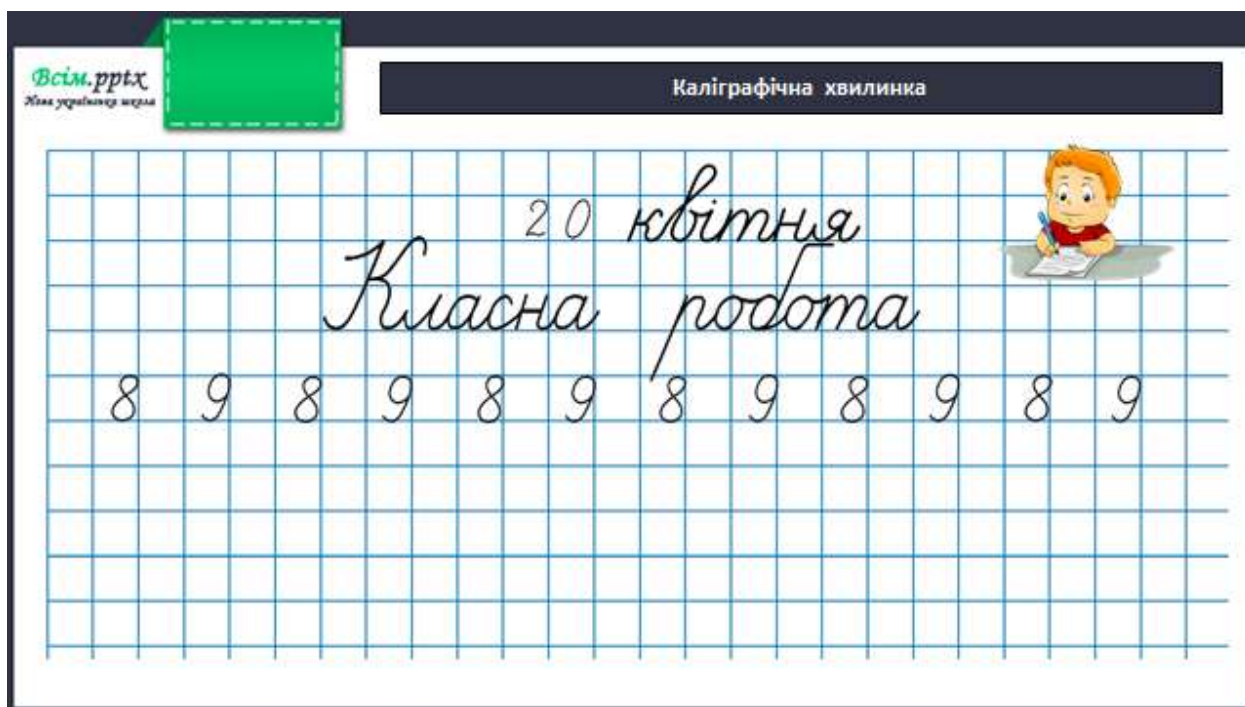 Всім.pptx
Нова українська школа
Каліграфічна хвилинка
20 квітня
Класна робота
8 9 8 9 8 9 8 9 8 9 8 9